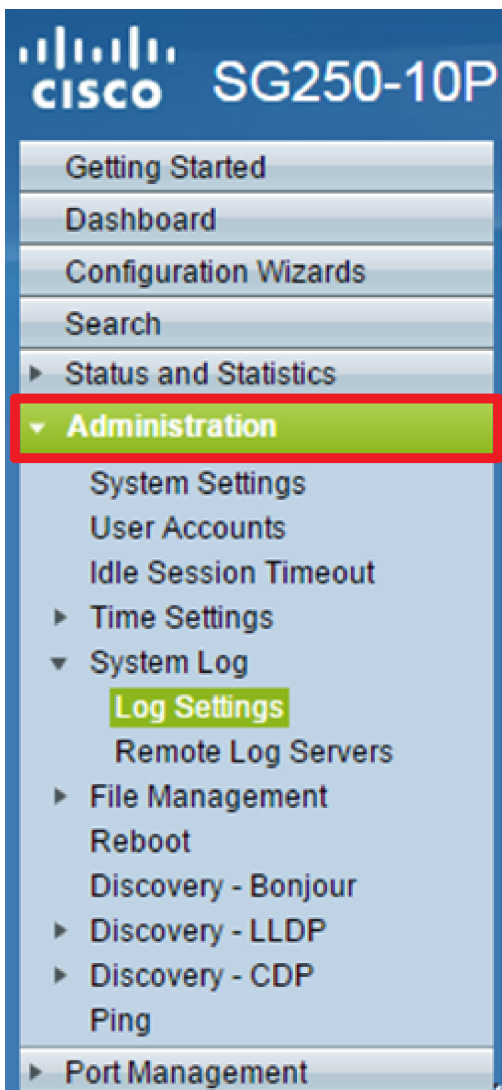 cisco SG250-10P
Getting Started
Dashboard
Configuration Wizards
Search
Status and Statistics
Administration
System Settings
User Accounts
Idle Session Timeout
Time Settings
System Log
Log Settings
Remote Log Servers
File Management
Reboot
Discovery - Bonjour
Discovery - LLDP
Discovery - CDP
Ping
Port Management